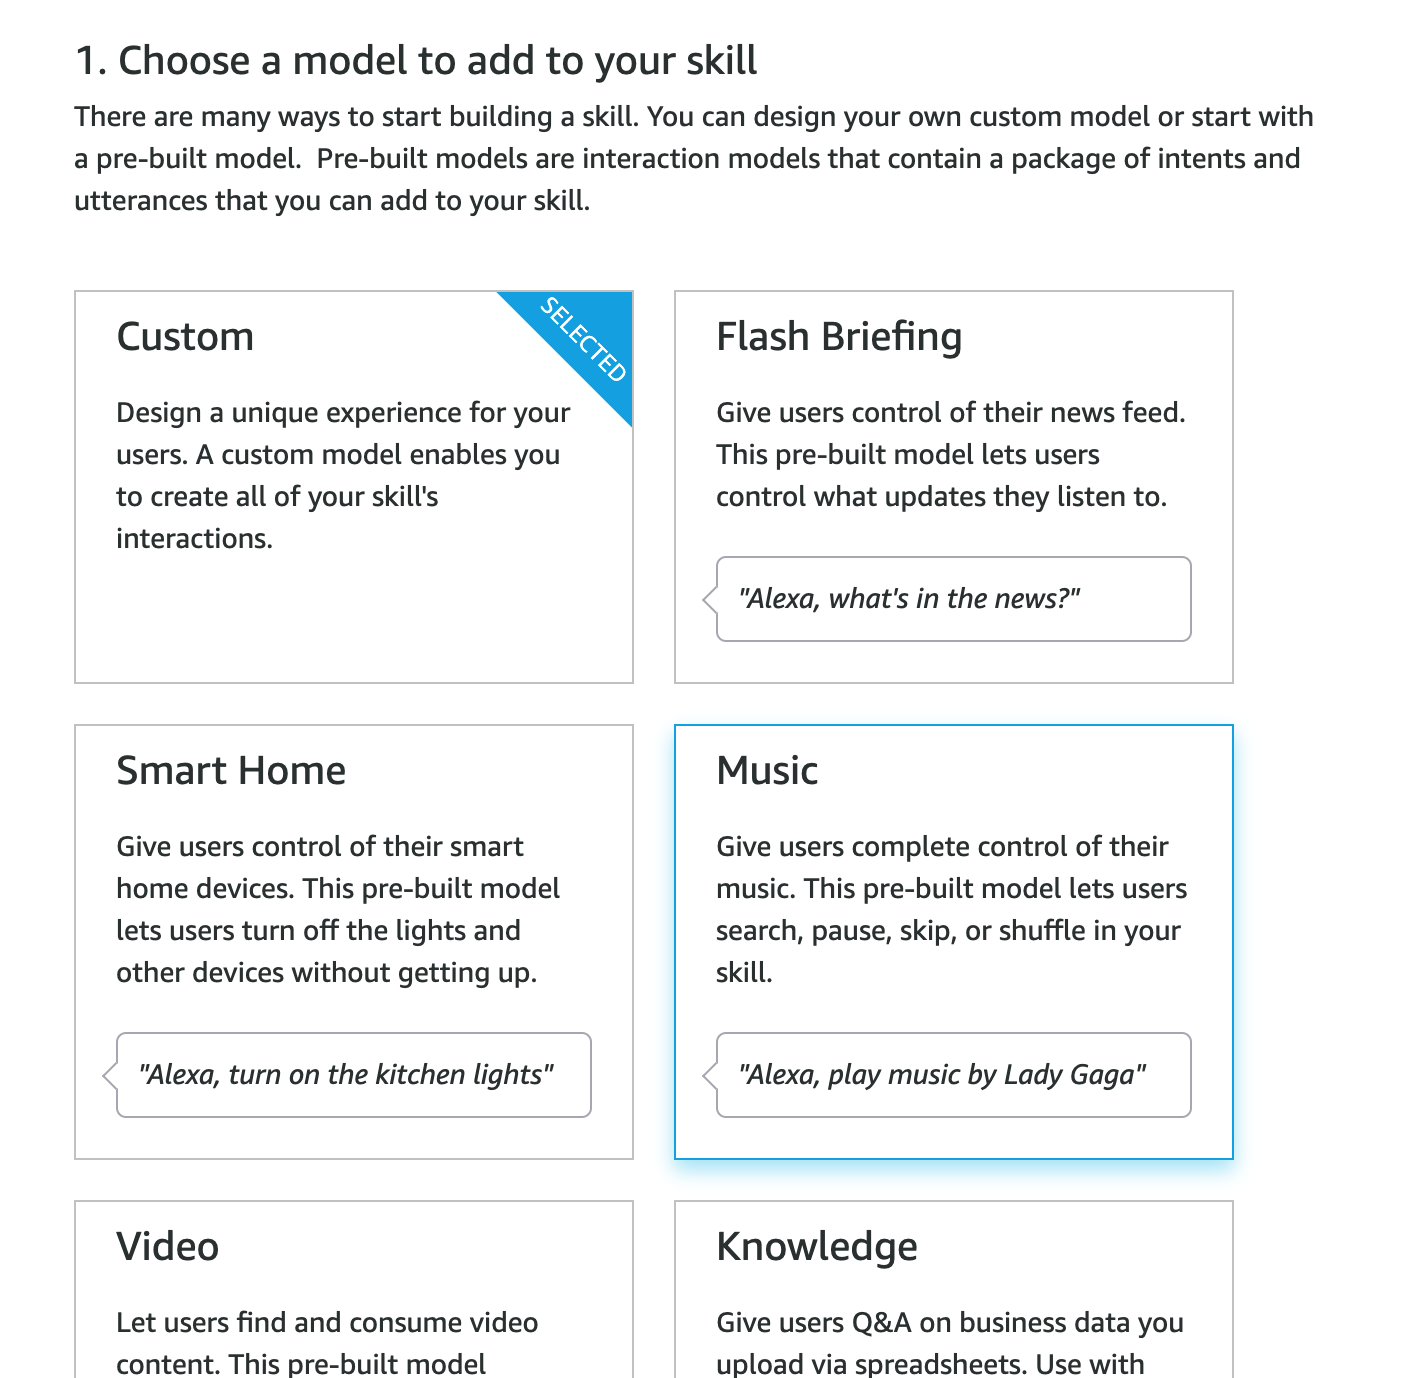 1. Choose a model to add to your skill
There are many ways to start building a skill. You can design your own custom model or start with
a pre-built model.  Pre-built models are interaction models that contain a package of intents and
utterances that you can add to your skill.
Custom
SELECTED
Design a unique experience for your
users. A custom model enables you
to create all of your skill's
interactions.
Flash Briefing
Give users control of their news feed.
This pre-built model lets users
control what updates they listen to.
"Alexa, what's in the news?"
Smart Home
Give users control of their smart
home devices. This pre-built model
lets users turn off the lights and
other devices without getting up.
"Alexa, turn on the kitchen lights"
Music
Give users complete control of their
music. This pre-built model lets users
search, pause, skip, or shuffle in your
skill.
"Alexa, play music by Lady Gaga"
Video
Let users find and consume video
content. This pre-built model
Knowledge
Give users Q&A on business data you
upload via spreadsheets. Use with